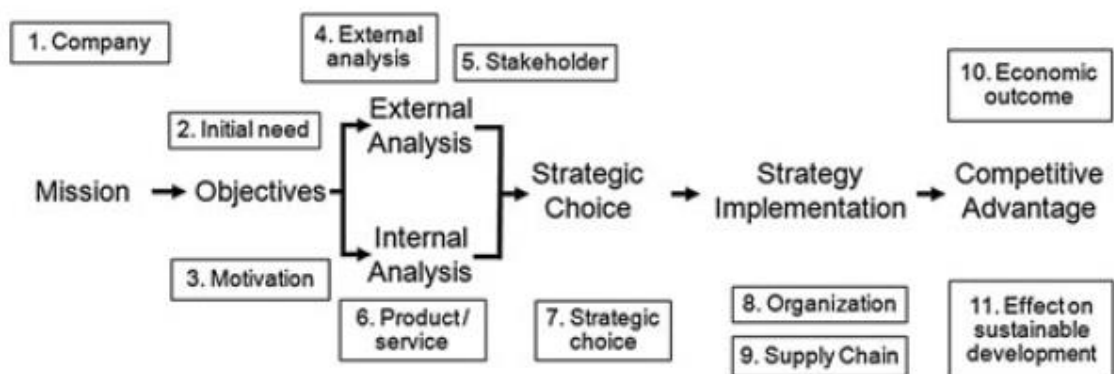 1. Company
4. External
analysis
5. Stakeholder
10. Economic
outcome
2. Initial need
External
Analysis
Mission
Objectives
Strategic
Choice
Strategy
Implementation
Competitive
Advantage
Internal
Analysis
3. Motivation
6. Product/
service
7. Strategic
choice
8. Organization
9. Supply Chain
11. Effect on
sustainable
development